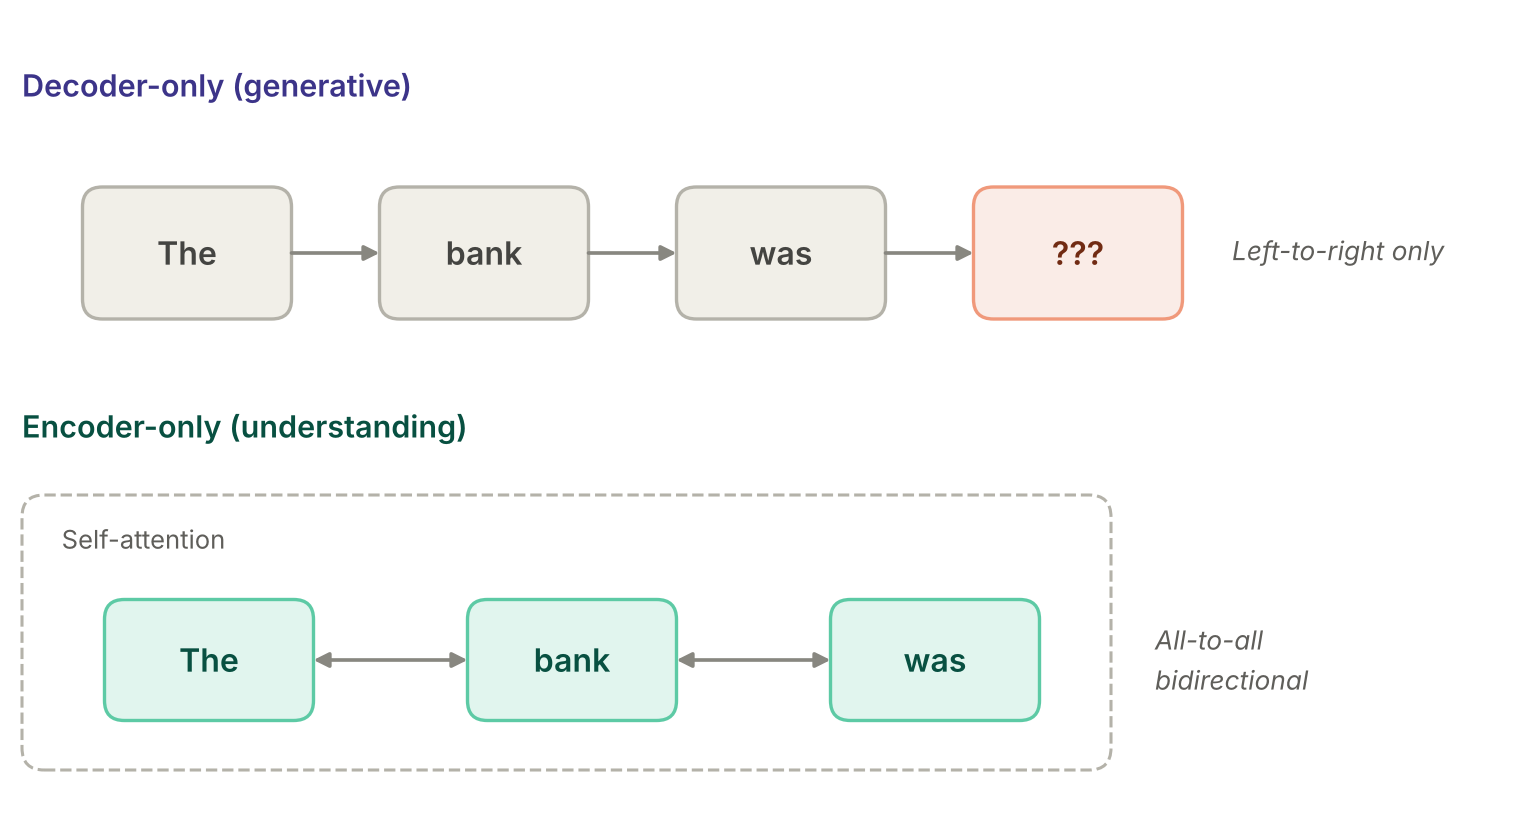 Decoder-only (generative)
The
bank
was
???
Left-to-right only
Encoder-only (understanding)
Self-attention
The
bank
was
All-to-all
bidirectional